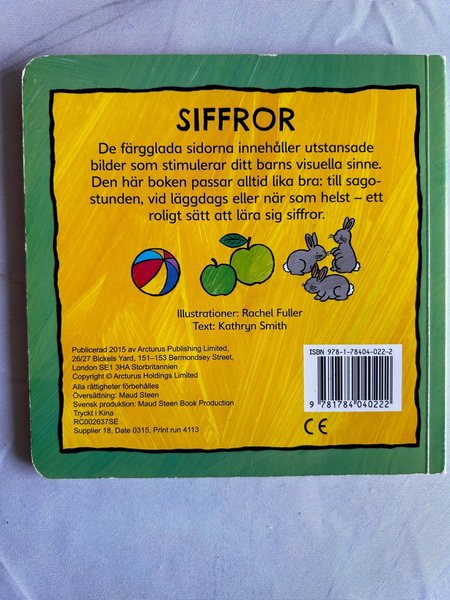 SIFFROR
De färgglada sidorna innehåller utstansade
bilder som stimulerar ditt barns visuella sinne.
Den här boken passar alltid lika bra: till sago-
stunden, vid läggdags eller när som helst – ett
roligt sätt att lära sig siffror.
Illustrationer: Rachel Fuller
Text: Kathryn Smith
Publicerad 2015 av Arcturus Publishing Limited,
26/27 Bickels Yard, 151–153 Bermondsey Street,
London SE1 3HA Storbritannien
Copyright © Arcturus Holdings Limited
Alla rättigheter förbehålles
Översättning: Maud Steen
Svensk produktion: Maud Steen Book Production
Tryckt i Kina
RC002637SE
Supplier 18, Date 0315, Print run 4113
ISBN 978-1-78404-022-2
9 781784 040222
CE